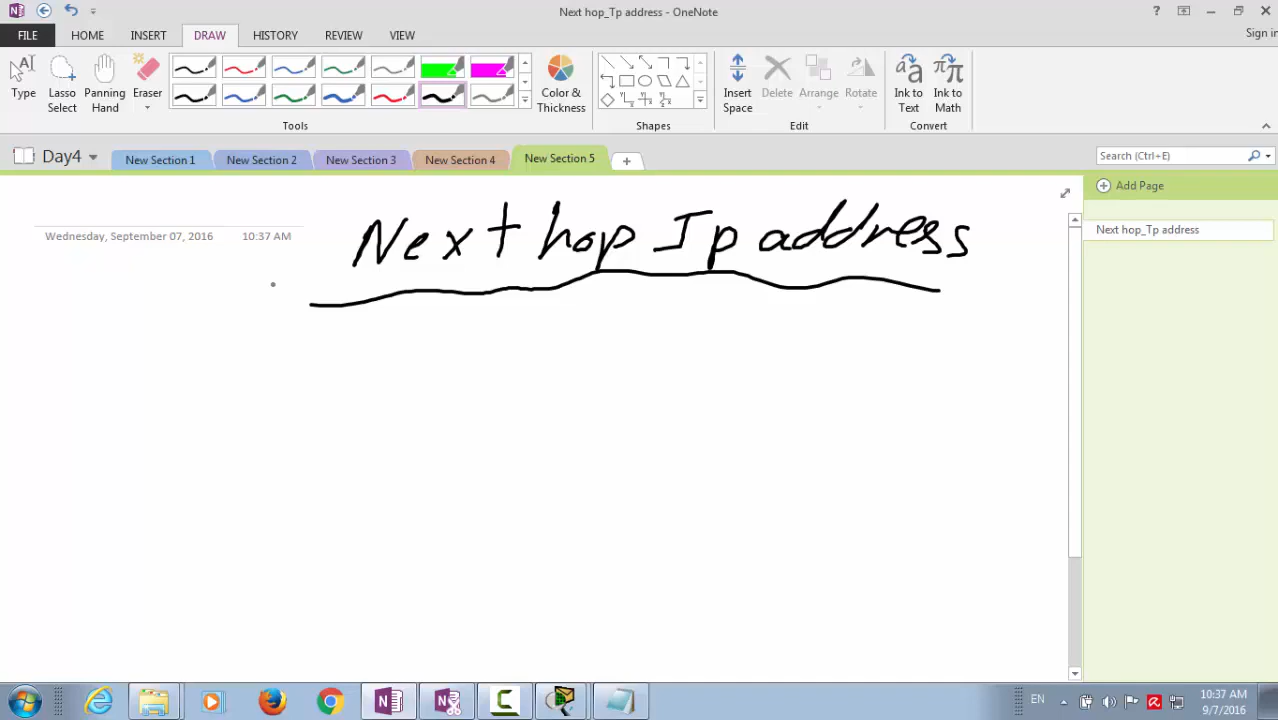 Next hop_Tp address - OneNote
?
Sign in
FILE HOME INSERT DRAW HISTORY REVIEW VIEW
Type
Lasso Select
Panning Hand
Eraser
Color & Thickness
Insert Space
Delete
Arrange
Rotate
Ink to Text
Ink to Math
Tools Shapes Edit Convert
Day4 New Section 1 New Section 2 New Section 3 New Section 4 New Section 5
Search (Ctrl+E)
Add Page
Next hop_Tp address
Wednesday, September 07, 2016 10:37 AM
Next hop Ip address
EN
10:37 AM
9/7/2016